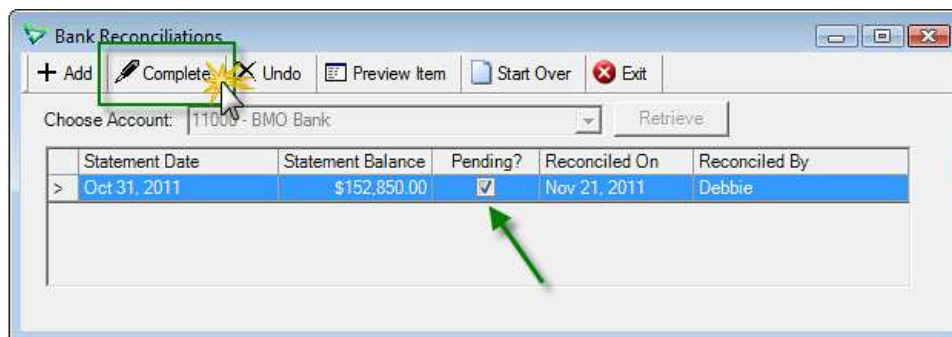 Bank Reconciliations
Add Complete Undo Preview Item Start Over Exit
Choose Account: 11000 - BMO Bank Retrieve
Statement Date Statement Balance Pending? Reconciled On Reconciled By
> Oct 31, 2011 $152,850.00 Nov 21, 2011 Debbie